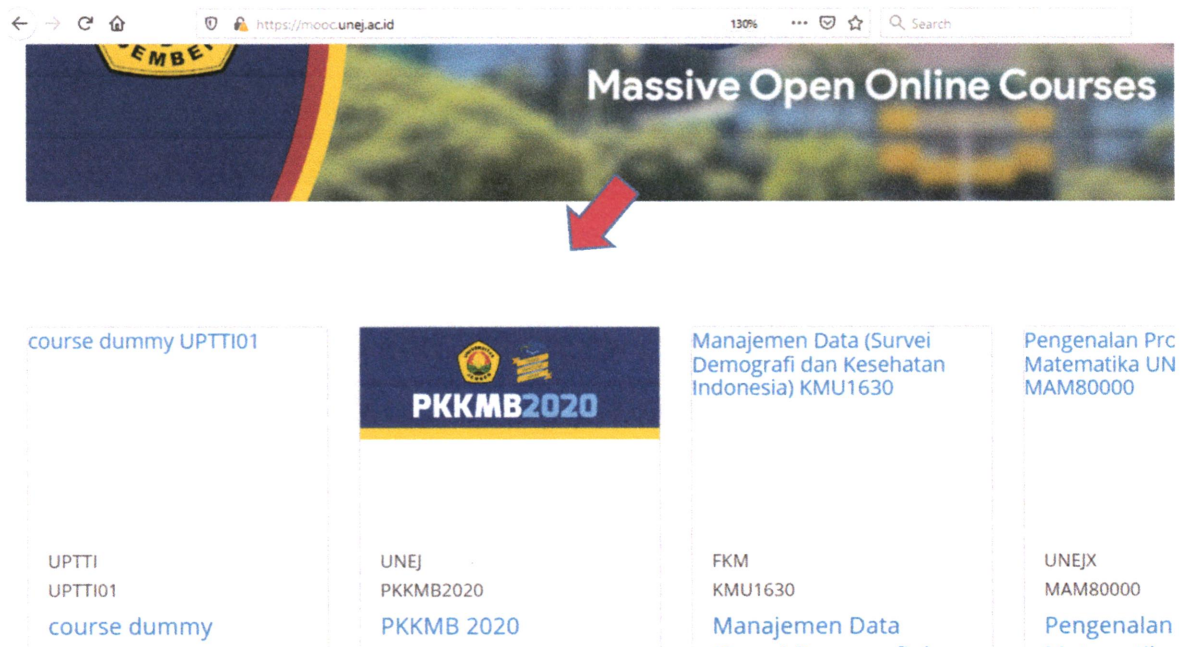 https://mooc.unej.ac.id
130%
Search
JEMBER
Massive Open Online Courses
course dummy UPTTI01
PKKMB2020
Manajemen Data (Survei
Demografi dan Kesehatan
Indonesia) KMU1630
Pengenalan Pro
Matematika UN
MAM80000
UPTTI
UPTTI01
course dummy
UNEJ
PKKMB2020
PKKMB 2020
FKM
KMU1630
Manajemen Data
UNEJX
MAM80000
Pengenalan